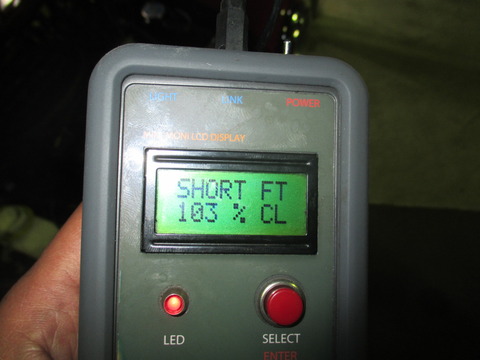 LINK
POWER
LCD DISPLAY
SHORT FT
103 % CL
LED
SELECT
ENTER